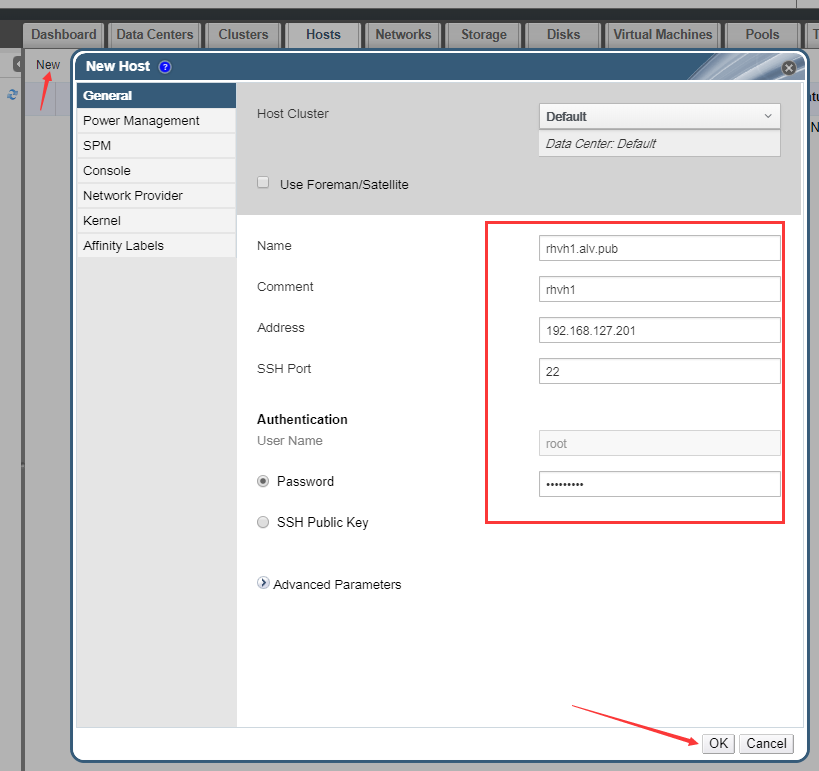 Dashboard Data Centers Clusters Hosts Networks Storage Disks Virtual Machines Pools
New
New Host ?
General
Power Management
SPM
Console
Network Provider
Kernel
Affinity Labels
Host Cluster Default
Data Center: Default
Use Foreman/Satellite
Name rhvh1.alv.pub
Comment rhvh1
Address 192.168.127.201
SSH Port 22
Authentication
User Name root
Password •••••••••
SSH Public Key
Advanced Parameters
OK Cancel